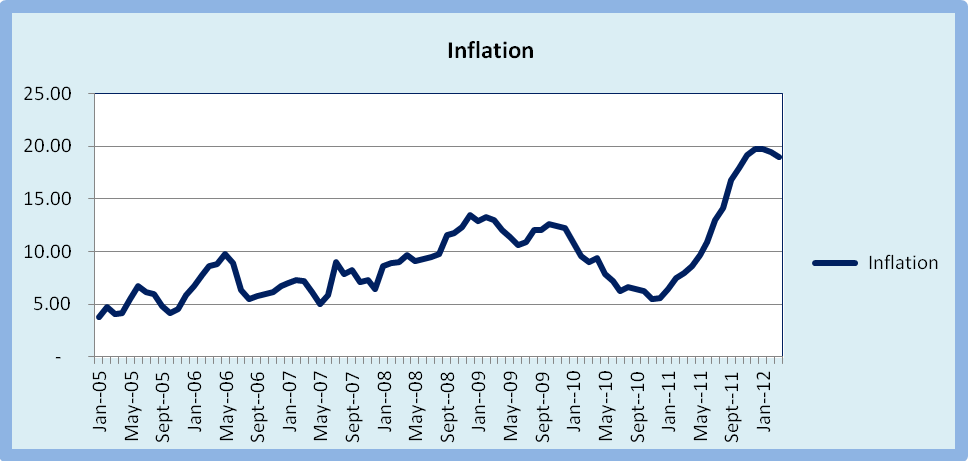 Inflation
25.00
20.00
15.00
10.00
5.00
-
Jan--05
May--05
Sept--05
Jan--06
May--06
Sept--06
Jan--07
May--07
Sept--07
Jan--08
May--08
Sept--08
Jan--09
May--09
Sept--09
Jan--10
May--10
Sept--10
Jan--11
May--11
Sept--11
Jan--12
Inflation